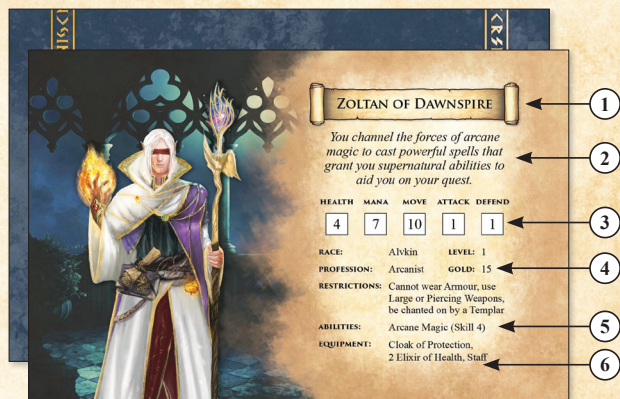 ZOLTAN OF DAWNSPIRE
1
You channel the forces of arcane
magic to cast powerful spells that
grant you supernatural abilities to
aid you on your quest.
2
HEALTH MANA MOVE ATTACK DEFEND
4 7 10 1 1
3
RACE: Alvkin LEVEL: 1
PROFESSION: Arcanist GOLD: 15
4
RESTRICTIONS: Cannot wear Armour, use
Large or Piercing Weapons,
be chanted on by a Templar
ABILITIES: Arcane Magic (Skill 4)
5
EQUIPMENT: Cloak of Protection,
2 Elixir of Health, Staff
6